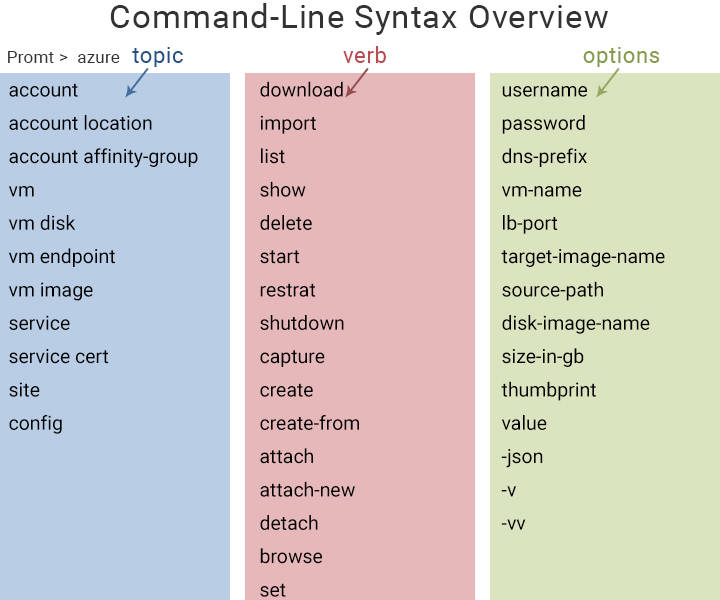 Command-Line Syntax Overview
Promt > azure topic verb options
account download username
account location import password
account affinity-group list dns-prefix
vm show vm-name
vm disk delete lb-port
vm endpoint start target-image-name
vm image restrat source-path
service shutdown disk-image-name
service cert capture size-in-gb
site create thumbprint
config create-from value
attach -json
attach-new -v
detach -vv
browse
set